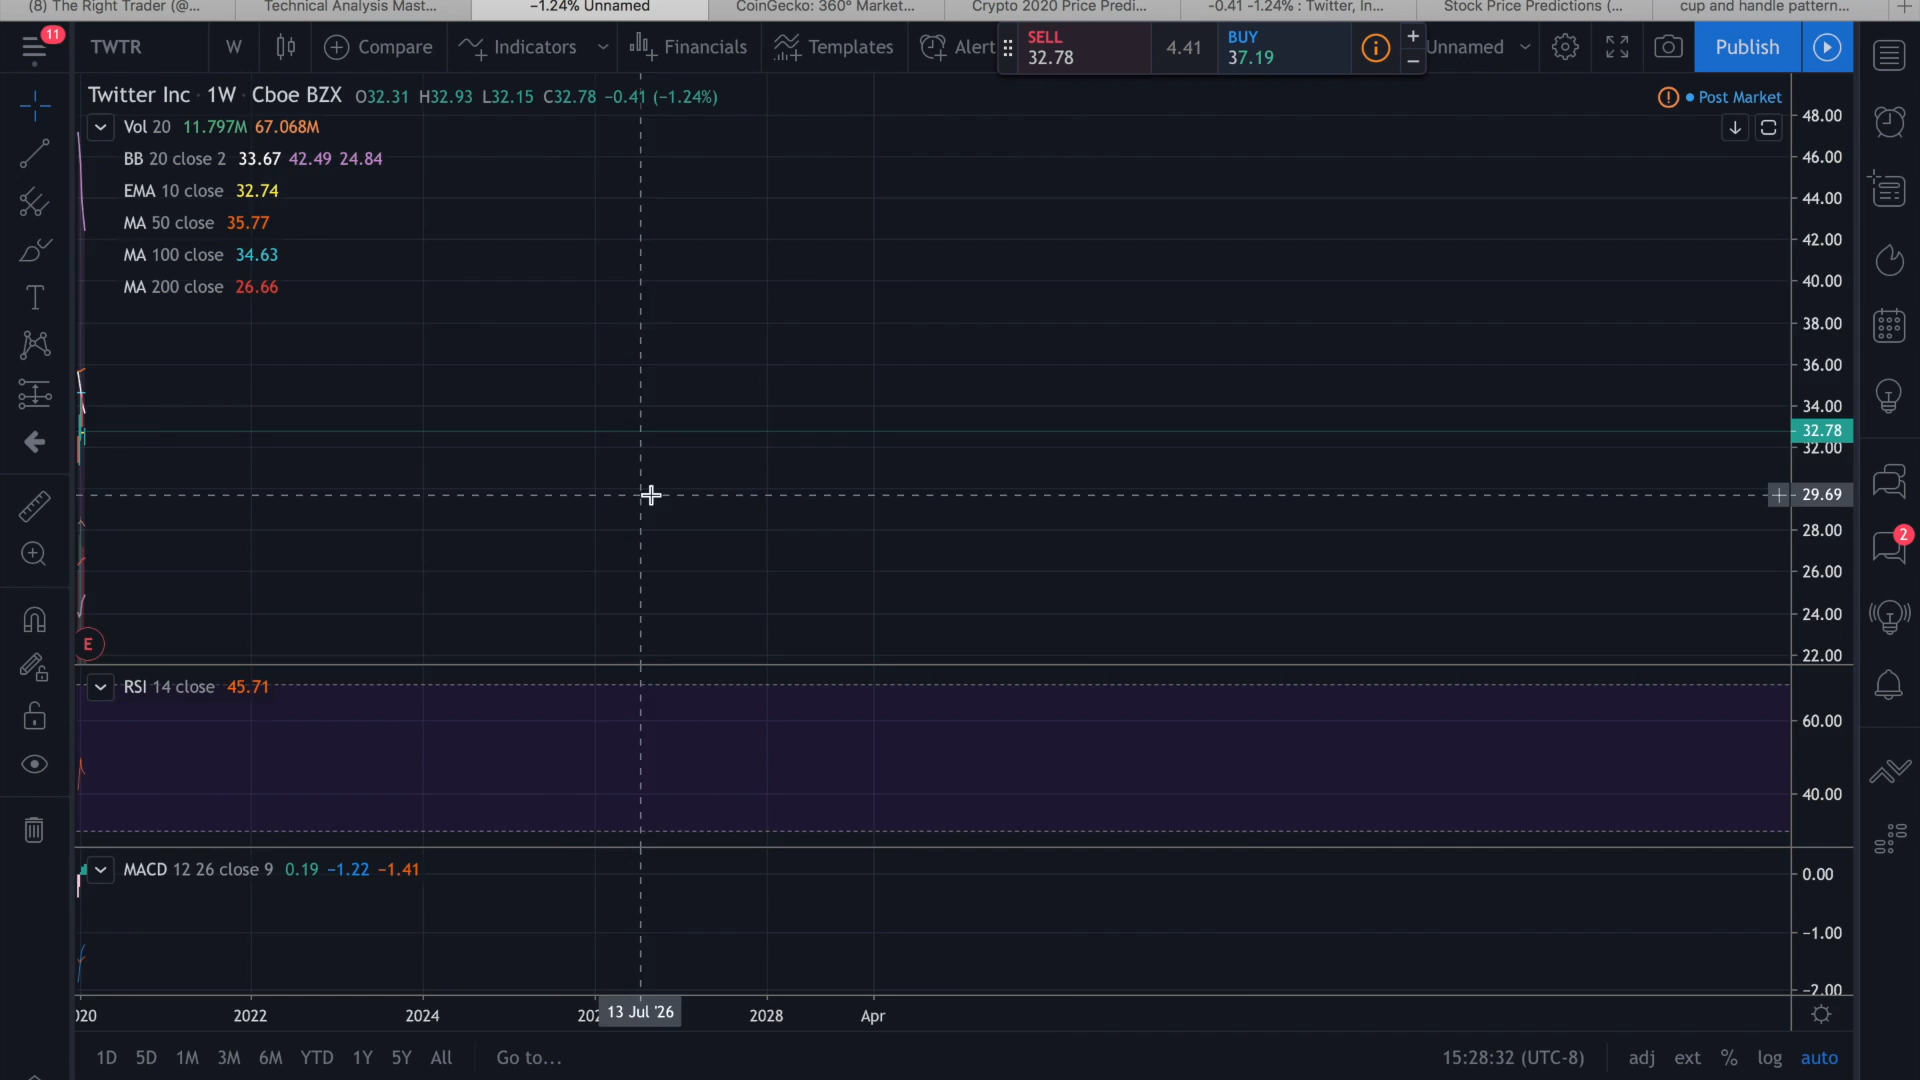 (8) The Right Trader (@...
Technical Analysis Mast...
−1.24% Unnamed
CoinGecko: 360° Market...
Crypto 2020 Price Predi...
-0.41 -1.24% : Twitter, In...
Stock Price Predictions (...
cup and handle pattern...
11
TWTR
W
Compare
Indicators
Financials
Templates
Alert
SELL
32.78
4.41
BUY
37.19
Unnamed
Publish
Twitter Inc · 1W · Cboe BZX O32.31 H32.93 L32.15 C32.78 −0.41 (−1.24%)
Post Market
Vol 20 11.797M 67.068M
BB 20 close 2 33.67 42.49 24.84
EMA 10 close 32.74
MA 50 close 35.77
MA 100 close 34.63
MA 200 close 26.66
48.00
46.00
44.00
42.00
40.00
38.00
36.00
34.00
32.78
32.00
29.69
28.00
26.00
24.00
22.00
2
E
RSI 14 close 45.71
60.00
40.00
MACD 12 26 close 9 0.19 −1.22 −1.41
0.00
−1.00
−2.00
020
2022
2024
202
13 Jul '26
2028
Apr
1D 5D 1M 3M 6M YTD 1Y 5Y All
Go to...
15:28:32 (UTC-8)
adj ext % log auto